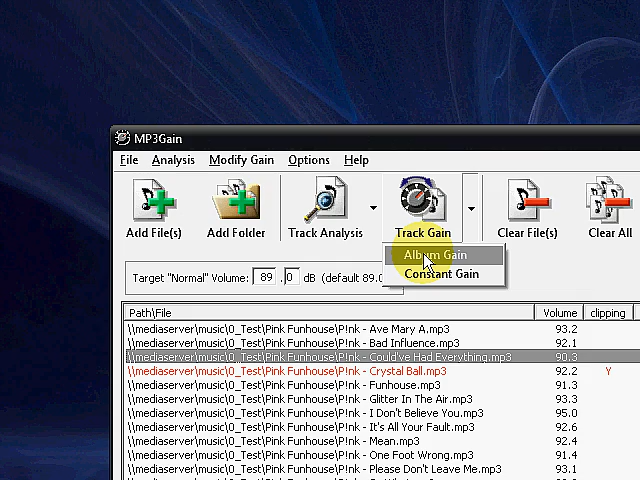 MP3Gain
File Analysis Modify Gain Options Help
Add File(s) Add Folder Track Analysis Track Gain Clear File(s) Clear All
Album Gain
Constant Gain
Target "Normal" Volume: 89 .0 dB (default 89.0
Path\File Volume clipping
\\mediaserver\music\0_Test\Pink Funhouse\P!nk - Ave Mary A.mp3 93.2
\\mediaserver\music\0_Test\Pink Funhouse\P!nk - Bad Influence.mp3 92.1
\\mediaserver\music\0_Test\Pink Funhouse\P!nk - Could've Had Everything.mp3 90.3
\\mediaserver\music\0_Test\Pink Funhouse\P!nk - Crystal Ball.mp3 92.2 Y
\\mediaserver\music\0_Test\Pink Funhouse\P!nk - Funhouse.mp3 91.3
\\mediaserver\music\0_Test\Pink Funhouse\P!nk - Glitter In The Air.mp3 93.3
\\mediaserver\music\0_Test\Pink Funhouse\P!nk - I Don't Believe You.mp3 95.0
\\mediaserver\music\0_Test\Pink Funhouse\P!nk - It's All Your Fault.mp3 92.6
\\mediaserver\music\0_Test\Pink Funhouse\P!nk - Mean.mp3 92.4
\\mediaserver\music\0_Test\Pink Funhouse\P!nk - One Foot Wrong.mp3 91.4
\\mediaserver\music\0_Test\Pink Funhouse\P!nk - Please Don't Leave Me.mp3 93.1